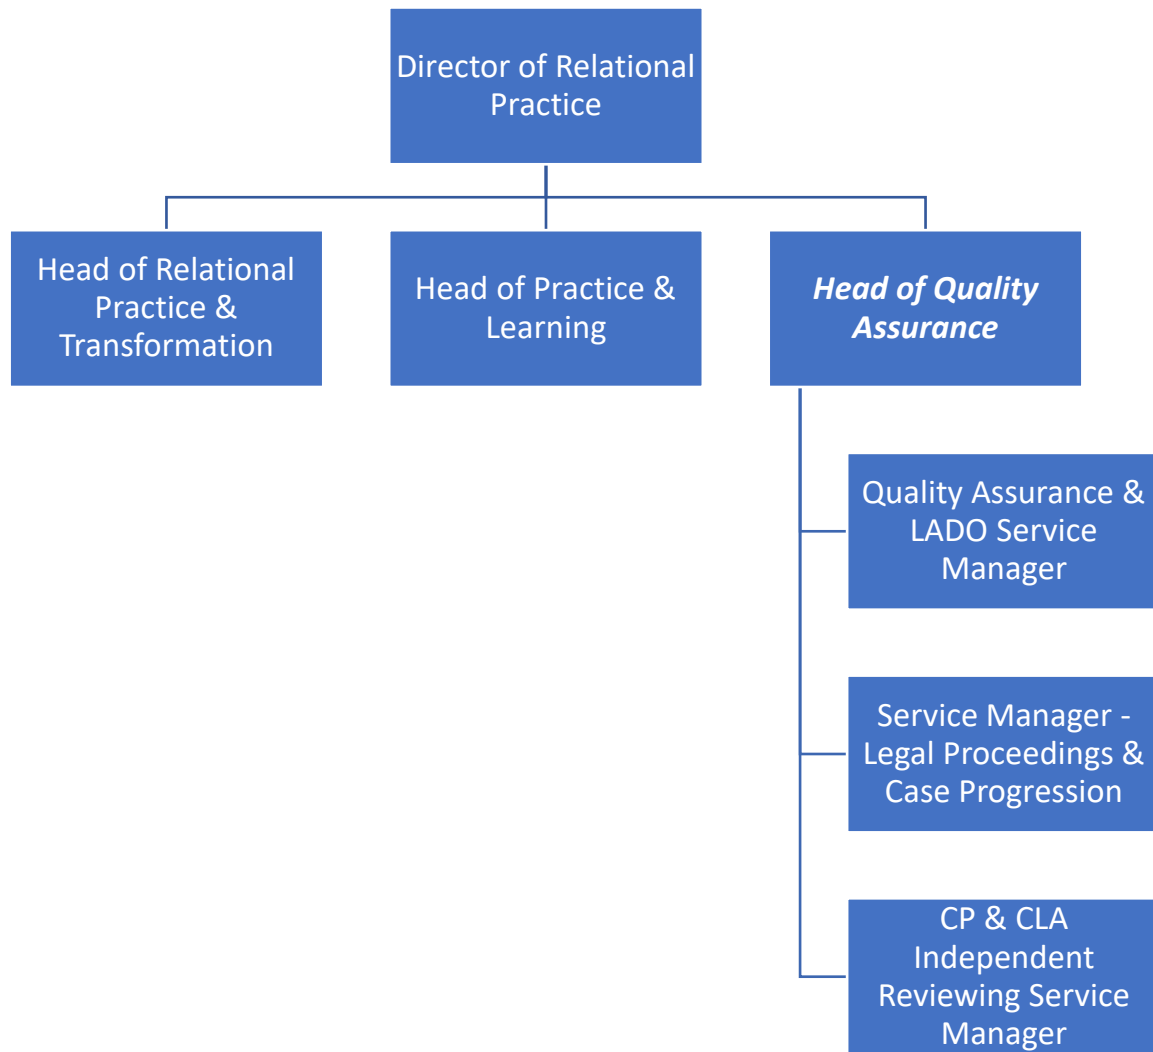 Director of Relational
Practice
Head of Relational
Practice &
Transformation
Head of Practice &
Learning
Head of Quality
Assurance
Quality Assurance &
LADO Service
Manager
Service Manager -
Legal Proceedings &
Case Progression
CP & CLA
Independent
Reviewing Service
Manager